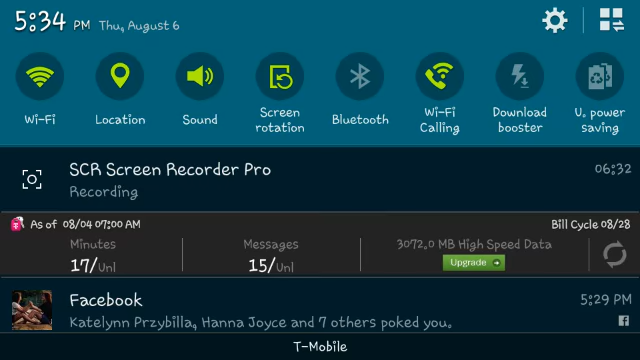 5:34 PM Thu, August 6
Wi-Fi
Location
Sound
Screen rotation
Bluetooth
Wi-Fi Calling
Download booster
U. power saving
SCR Screen Recorder Pro 06:32
Recording
As of 08/04 07:00 AM Bill Cycle 08/28
Minutes Messages 3072.0 MB High Speed Data
17/Unl 15/Unl Upgrade
Facebook 5:29 PM
Katelynn Przybilla, Hanna Joyce and 7 others poked you.
T-Mobile